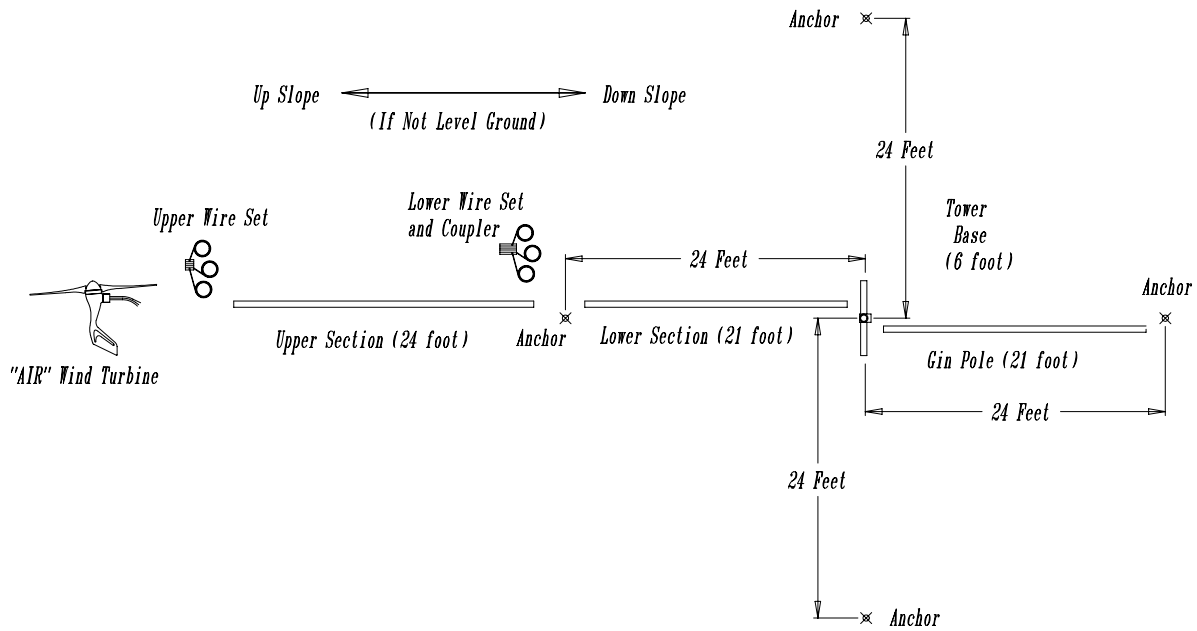 Anchor
Up Slope
Down Slope
(If Not Level Ground)
24 Feet
Upper Wire Set
Lower Wire Set
and Coupler
Tower
Base
(6 foot)
24 Feet
Anchor
Upper Section (24 foot)
Anchor
Lower Section (21 foot)
Gin Pole (21 foot)
"AIR" Wind Turbine
24 Feet
24 Feet
Anchor